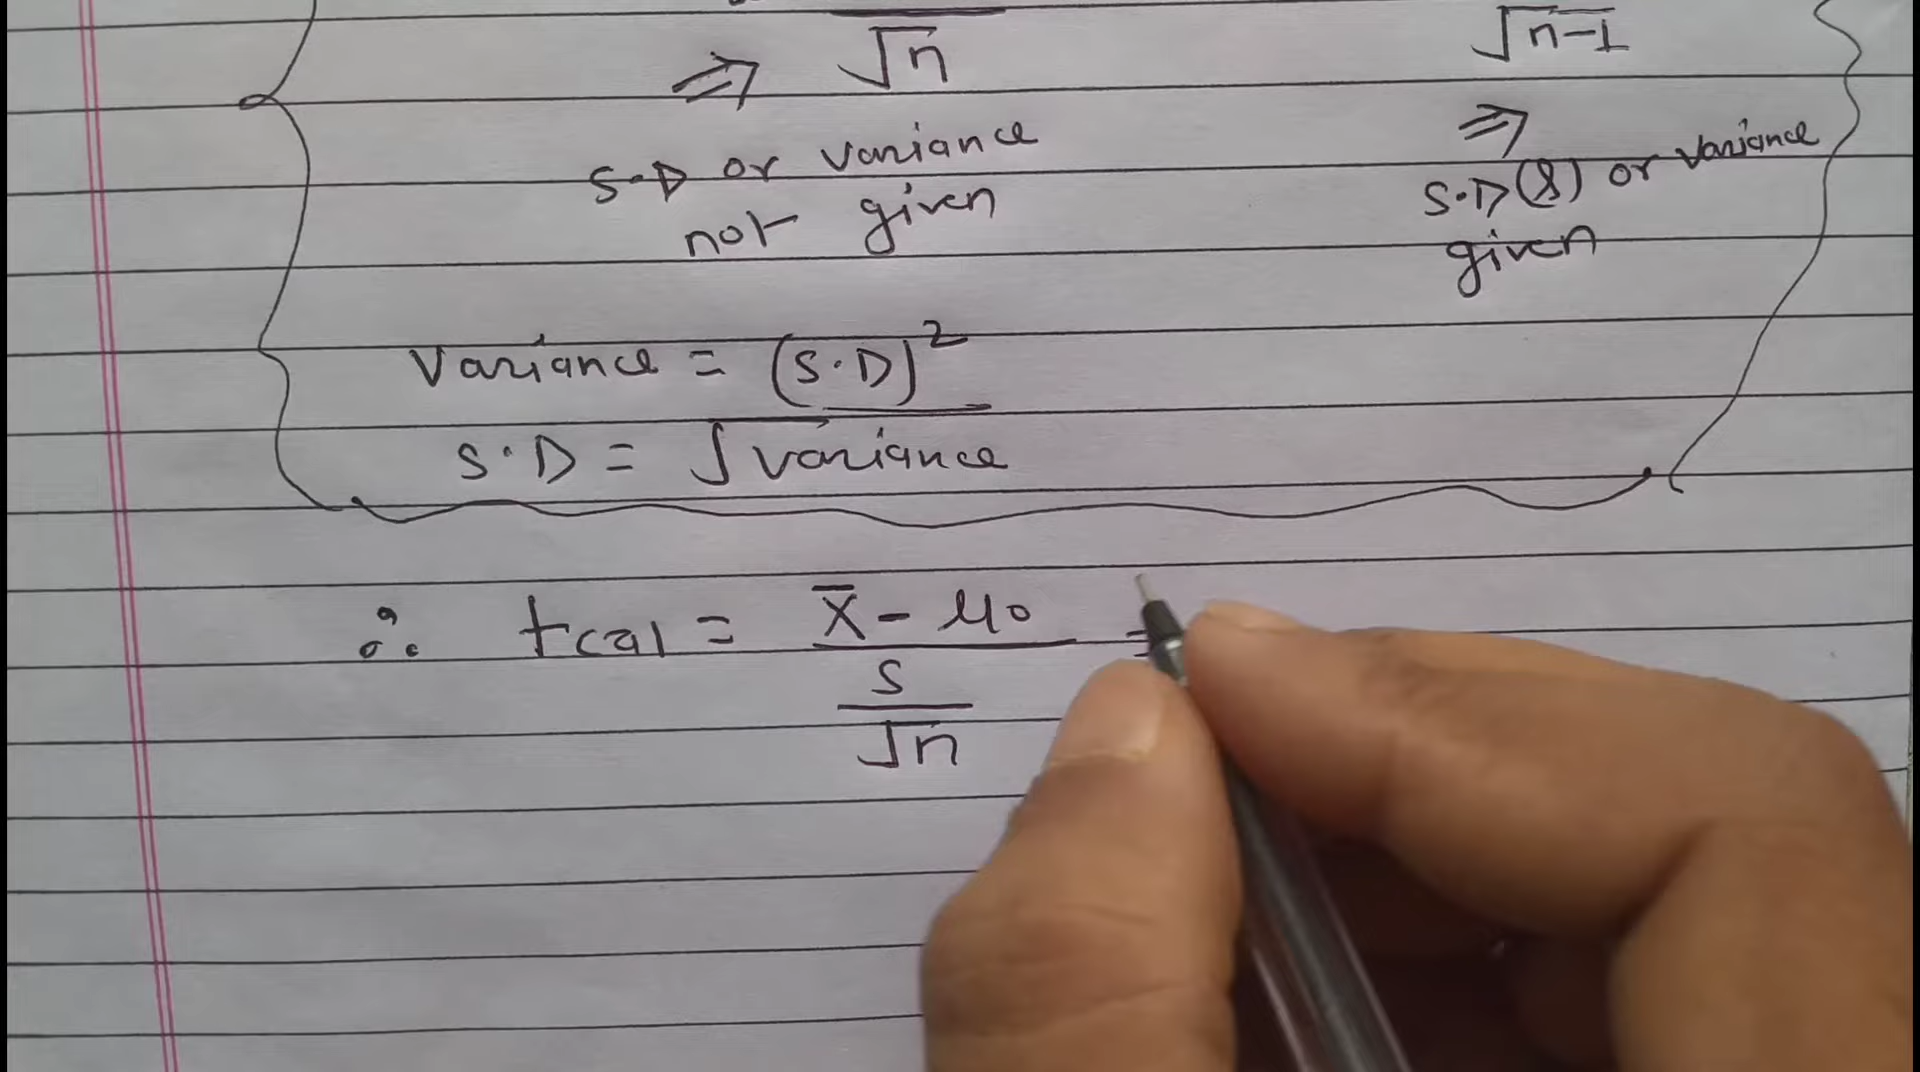 √n √n-1
⇒ ⇒
S.D or variance S.D(s) or variance
not given given
Variance = (S.D)²
S.D = √variance
∴ tcal = x̄ - μ0 =
s
√n